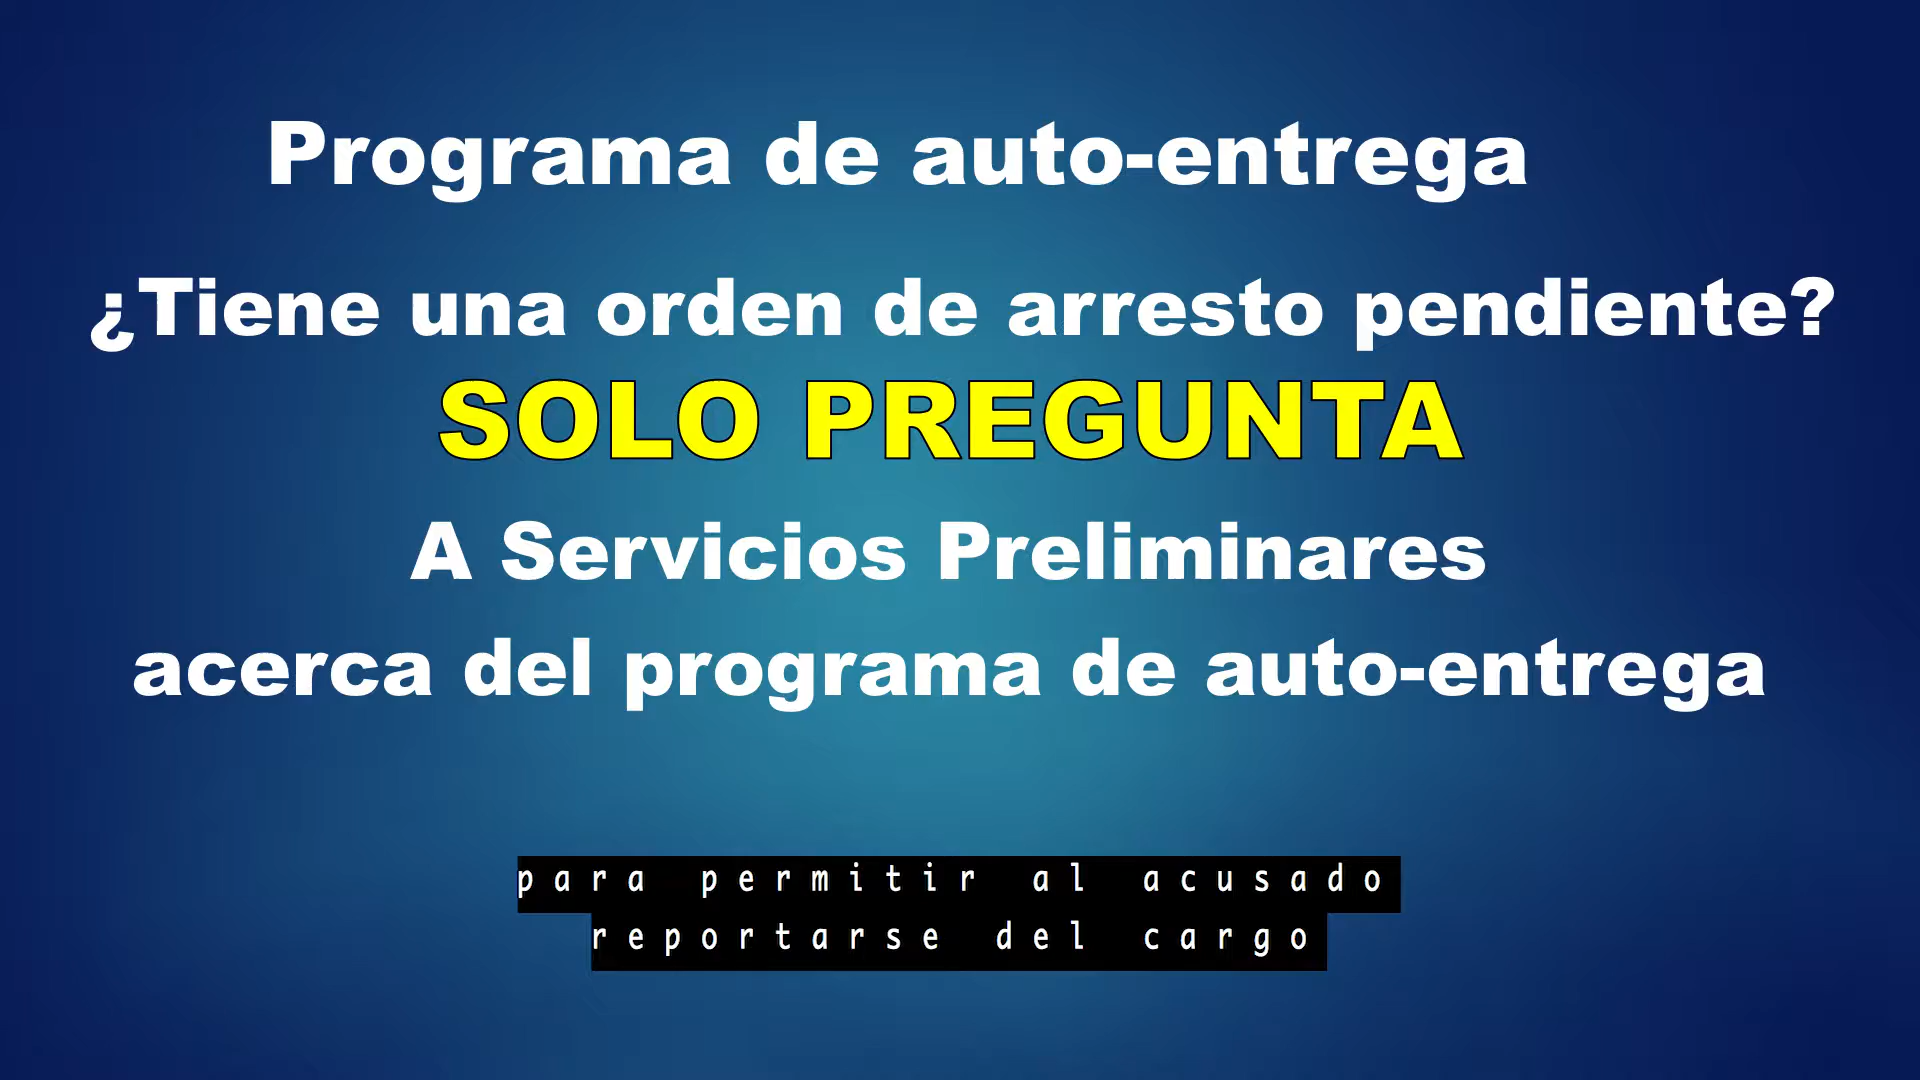 Programa de auto-entrega
¿Tiene una orden de arresto pendiente?
SOLO PREGUNTA
A Servicios Preliminares
acerca del programa de auto-entrega
para permitir al acusado
reportarse del cargo